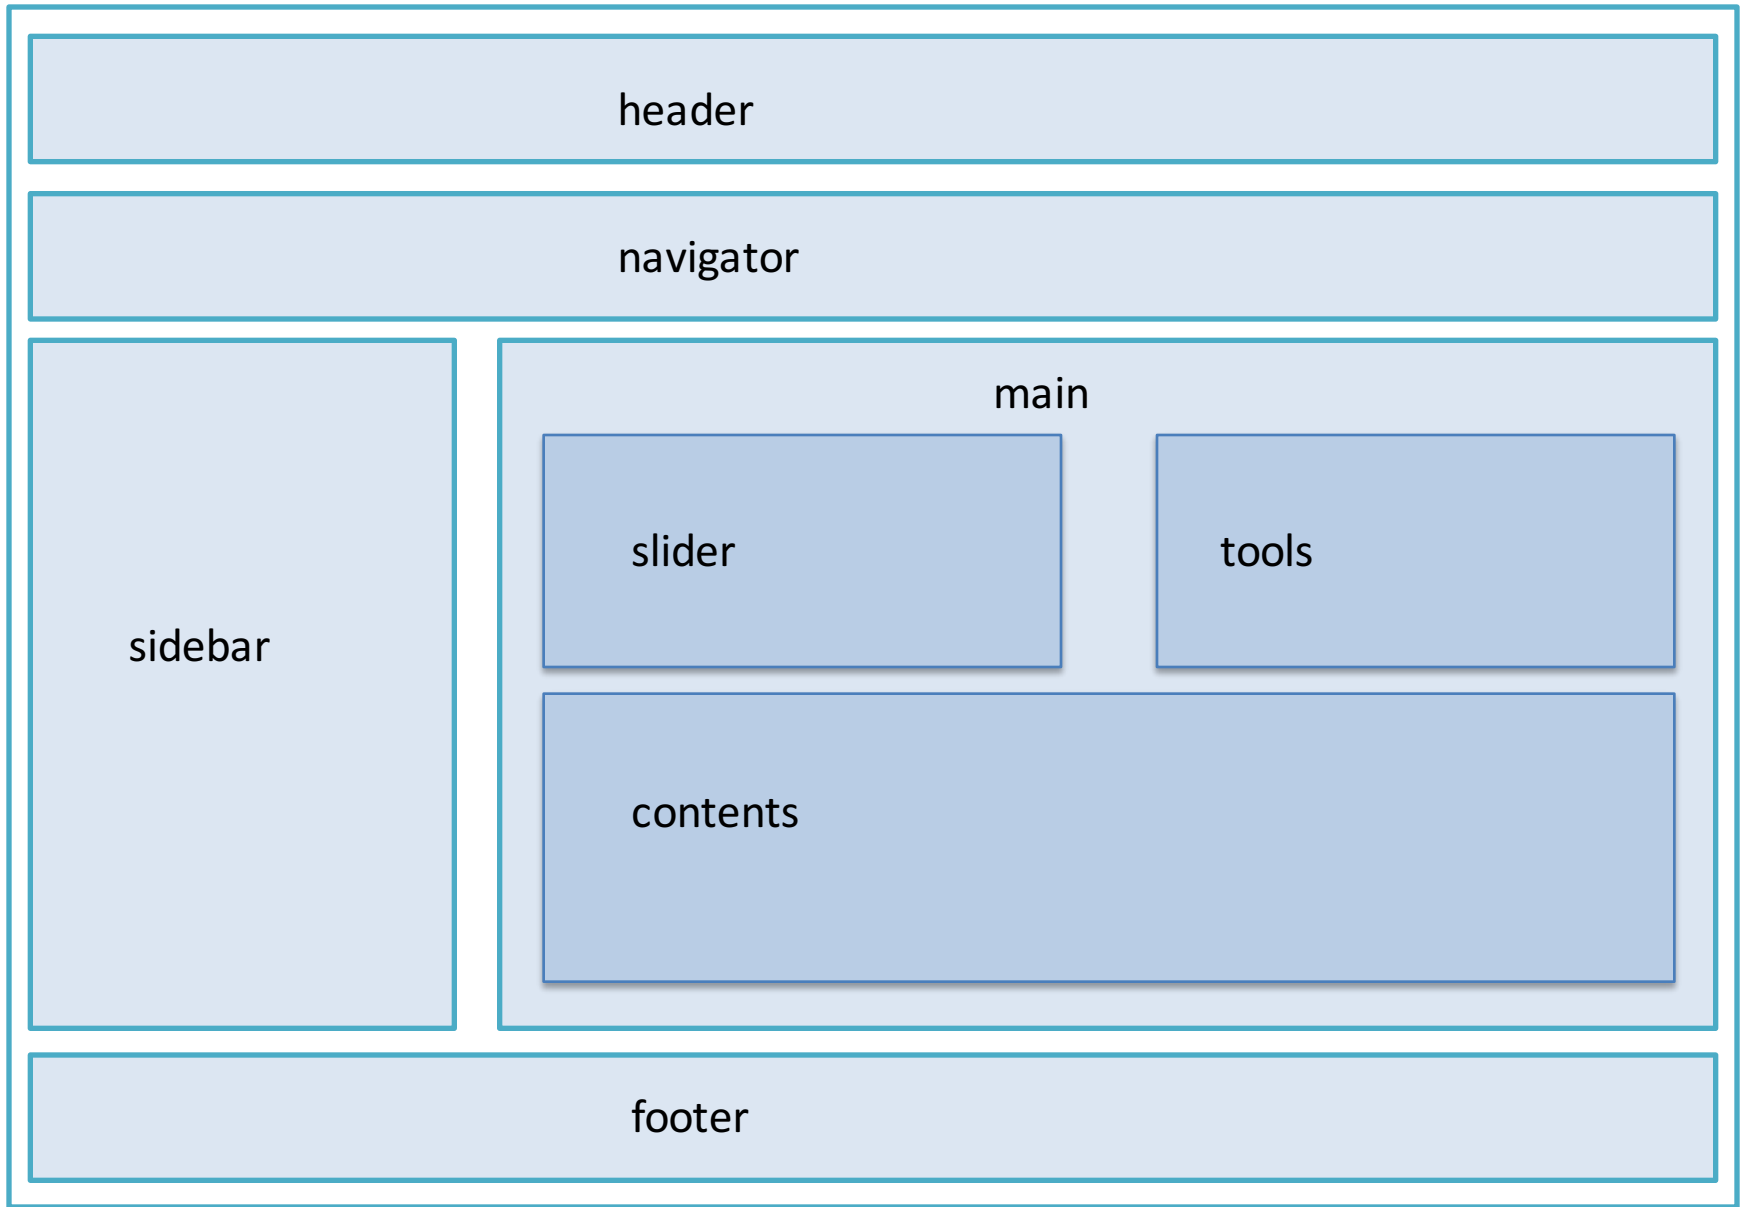 header
navigator
main
slider
tools
sidebar
contents
footer